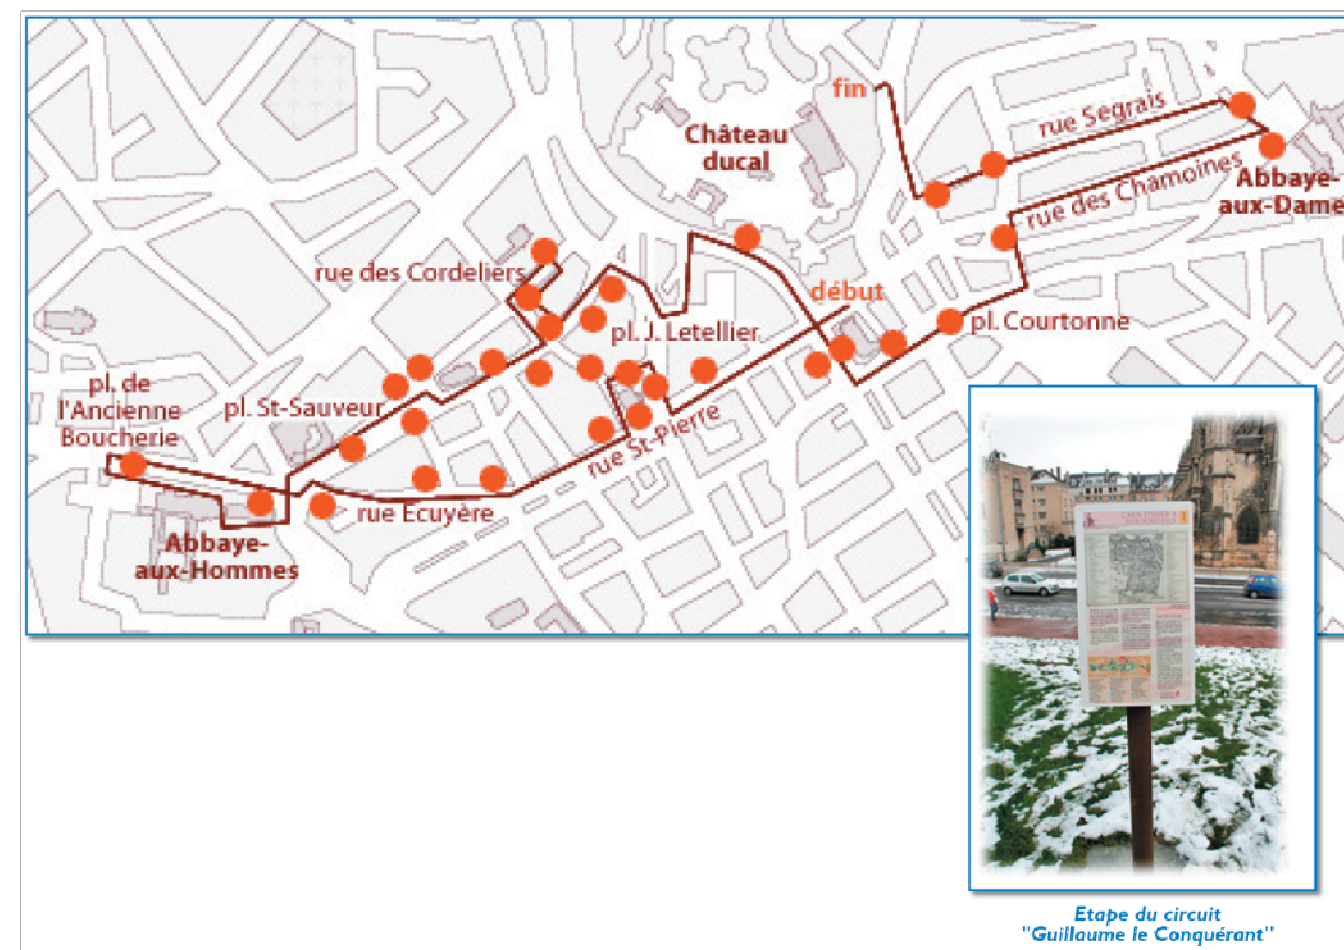 fin
rue Segrais
Château
ducal
rue des Chamoines
Abbaye-
aux-Dame
rue des Cordeliers
début
pl. J. Letellier
pl. Courtonne
pl. de
l'Ancienne
Boucherie
pl. St-Sauveur
rue St-Pierre
rue Ecuyère
Abbaye-
aux-Hommes
Etape du circuit
"Guillaume le Conquérant"